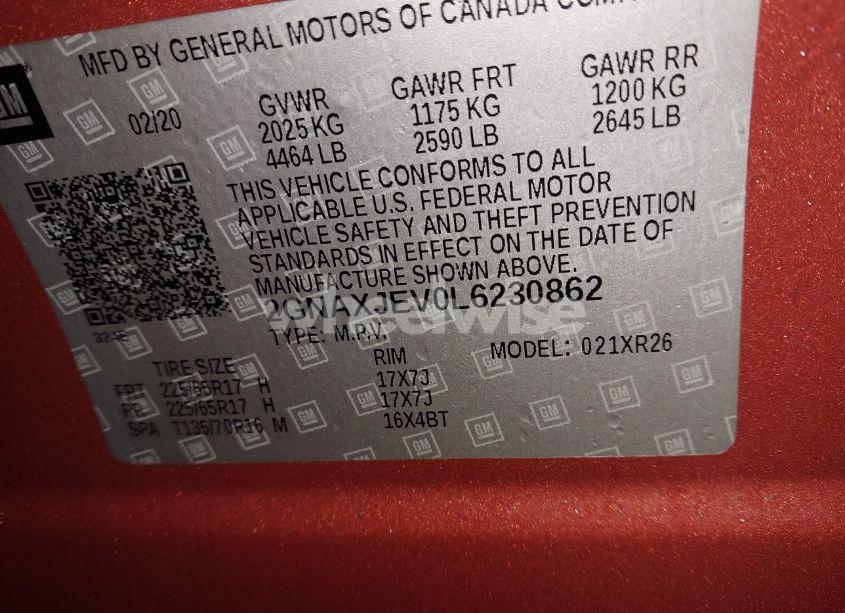 MFD BY GENERAL MOTORS OF CANADA
GM
02/20
GVWR
2025 KG
4464 LB
GAWR FRT
1175 KG
2590 LB
GAWR RR
1200 KG
2645 LB
THIS VEHICLE CONFORMS TO ALL
APPLICABLE U.S. FEDERAL MOTOR
VEHICLE SAFETY AND THEFT PREVENTION
STANDARDS IN EFFECT ON THE DATE OF
MANUFACTURE SHOWN ABOVE.
2GNAXJEV0L6230862
wheelwise
324E
TYPE: M.P.V.
MODEL: 021XR26
TIRE SIZE RIM
FRT 225/65R17 H 17X7J
RR 225/65R17 H 17X7J
SPA T135/70R16 M 16X4BT